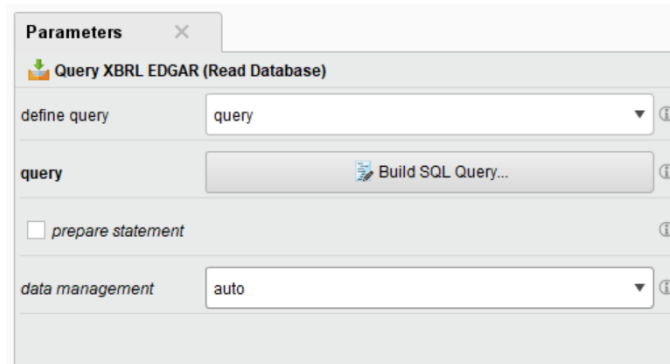 Parameters
Query XBRL EDGAR (Read Database)
define query query
query Build SQL Query...
prepare statement
data management auto